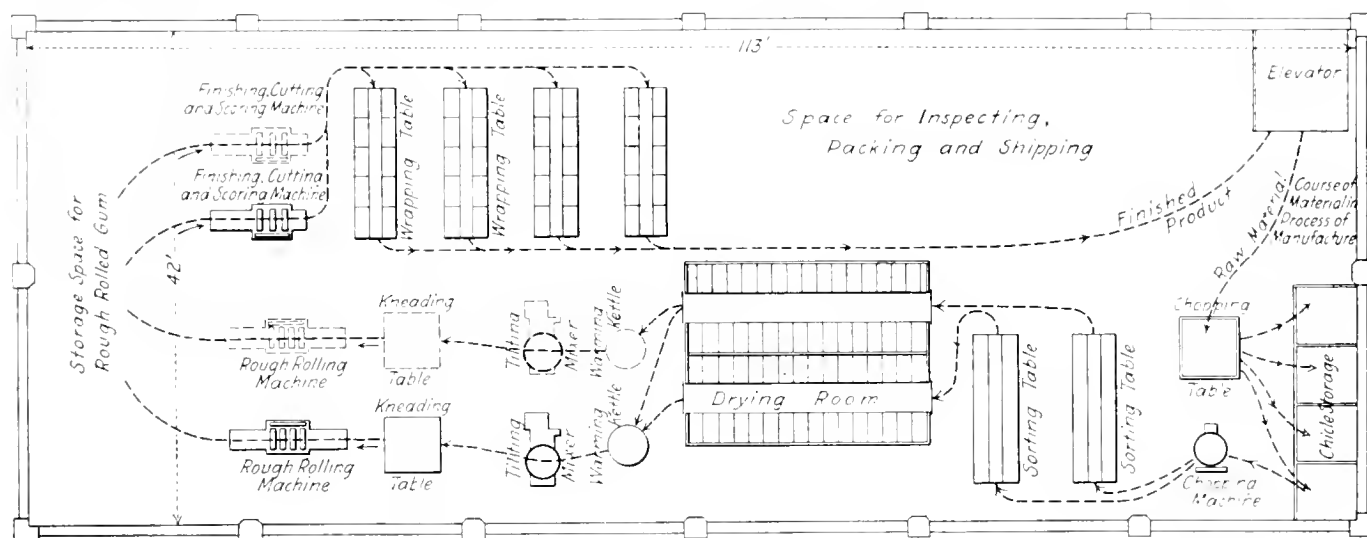 113'
Elevator
Finishing, Cutting
and Scoring Machine
Finishing, Cutting
and Scoring Machine
Wrapping Table
Wrapping Table
Space for Inspecting,
Packing and Shipping
Finished
Product
Raw Material
Course of
Material in
Process of
Manufacture
Storage Space for
Rough Rolled Gum
42'
Kneading
Table
Rough Rolling
Machine
Tilting
Mixer
Warming
Kettle
Drying Room
Sorting Table
Sorting Table
Chopping
Table
Chicle Storage
Kneading
Table
Rough Rolling
Machine
Tilting
Mixer
Warming
Kettle
Chopping
Machine